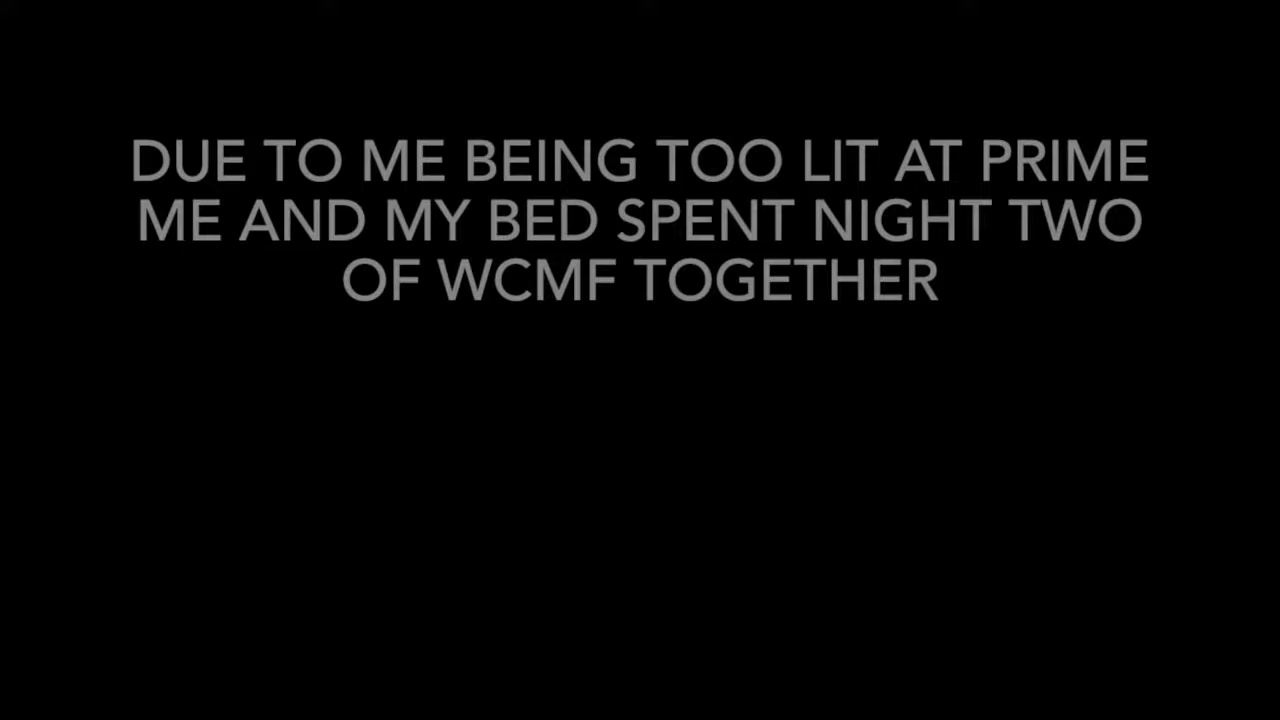 DUE TO ME BEING TOO LIT AT PRIME
ME AND MY BED SPENT NIGHT TWO
OF WCMF TOGETHER